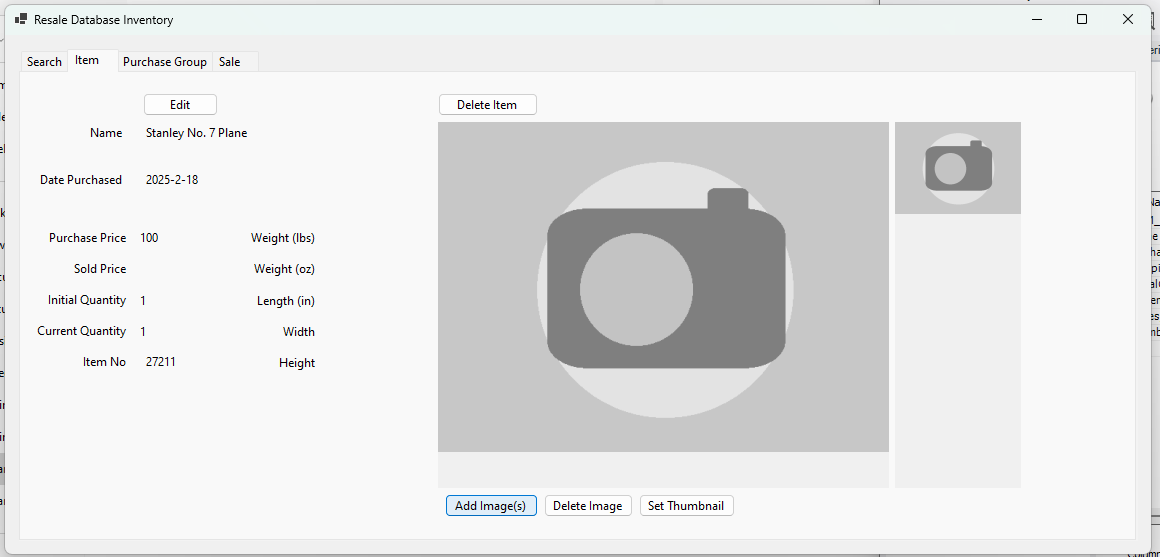 Resale Database Inventory
Search Item Purchase Group Sale
Edit Delete Item
Name Stanley No. 7 Plane
Date Purchased 2025-2-18
Purchase Price 100 Weight (lbs)
Sold Price Weight (oz)
Initial Quantity 1 Length (in)
Current Quantity 1 Width
Item No 27211 Height
Add Image(s) Delete Image Set Thumbnail